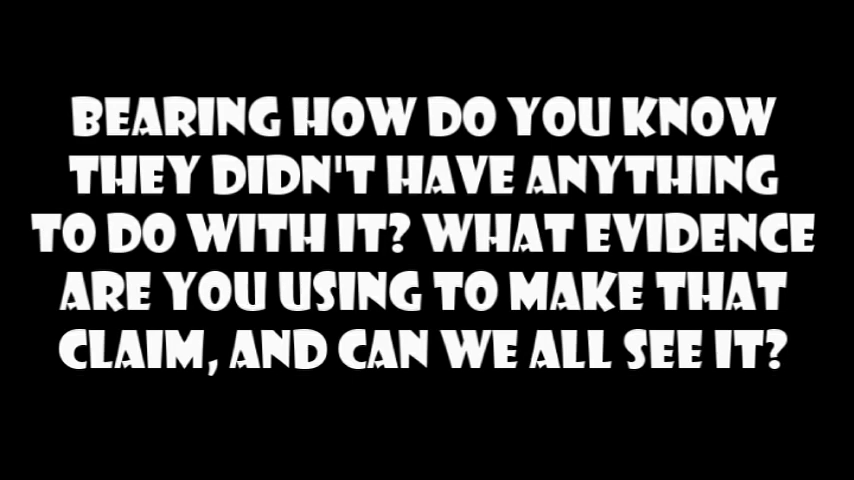 BEARING HOW DO YOU KNOW
THEY DIDN'T HAVE ANYTHING
TO DO WITH IT? WHAT EVIDENCE
ARE YOU USING TO MAKE THAT
CLAIM, AND CAN WE ALL SEE IT?